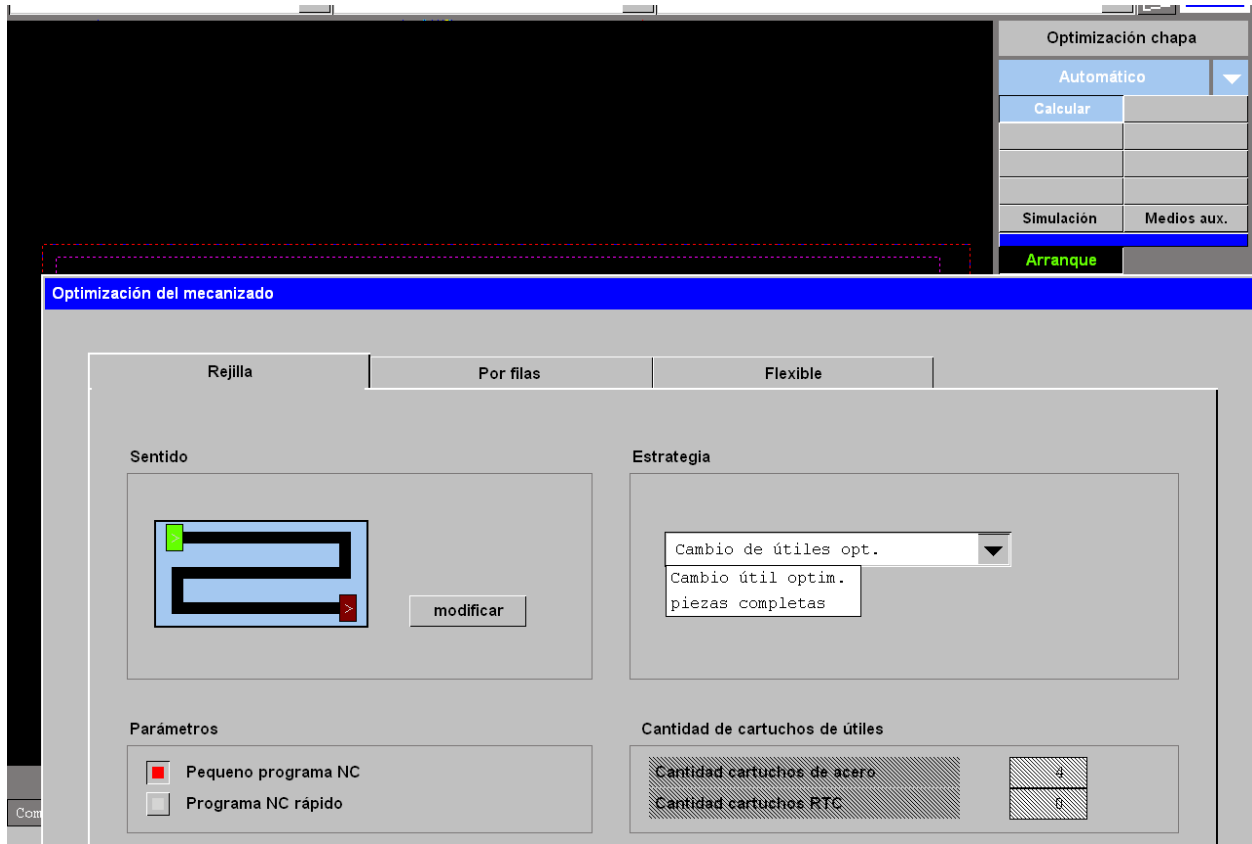 Optimización chapa
Automático
Calcular
Simulación Medios aux.
Arranque
Optimización del mecanizado
Rejilla Por filas Flexible
Sentido Estrategia
Cambio de útiles opt.
Cambio útil optim.
piezas completas
> >
modificar
Parámetros Cantidad de cartuchos de útiles
Pequeno programa NC Cantidad cartuchos de acero 4
Programa NC rápido Cantidad cartuchos RTC 0
Com